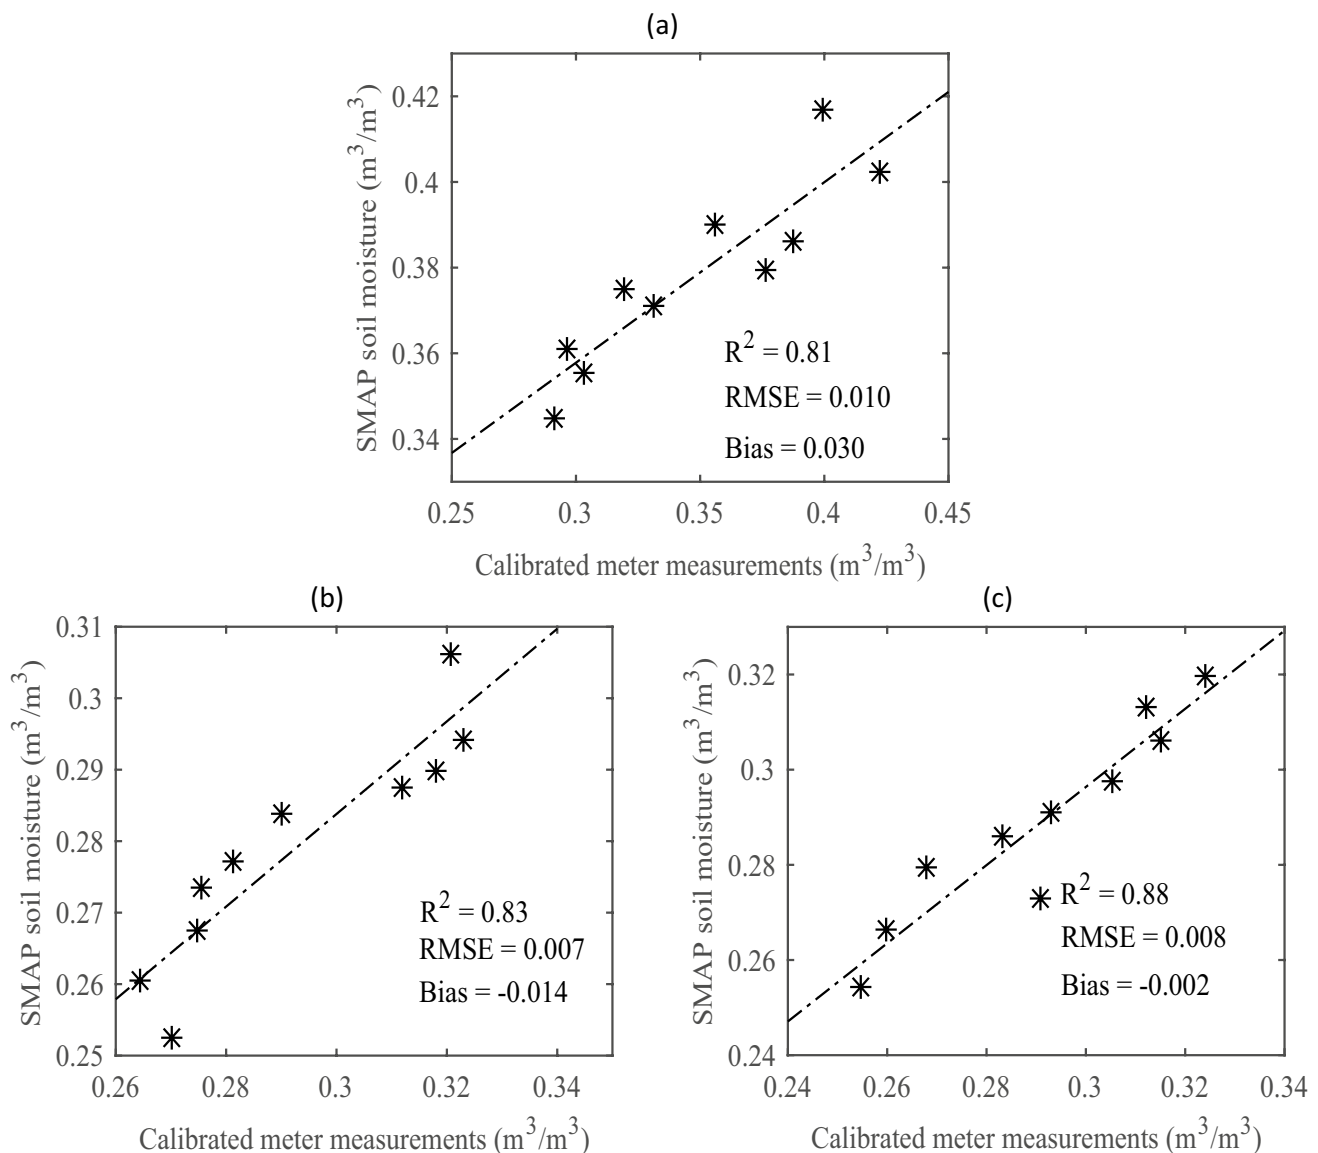 (a)
SMAP soil moisture (m³/m³)
0.42
0.4
0.38
0.36
0.34
R² = 0.81
RMSE = 0.010
Bias = 0.030
0.25 0.3 0.35 0.4 0.45
Calibrated meter measurements (m³/m³)
(b)
SMAP soil moisture (m³/m³)
0.31
0.3
0.29
0.28
0.27
0.26
0.25
R² = 0.83
RMSE = 0.007
Bias = -0.014
0.26 0.28 0.3 0.32 0.34
Calibrated meter measurements (m³/m³)
(c)
SMAP soil moisture (m³/m³)
0.32
0.3
0.28
0.26
0.24
R² = 0.88
RMSE = 0.008
Bias = -0.002
0.24 0.26 0.28 0.3 0.32 0.34
Calibrated meter measurements (m³/m³)